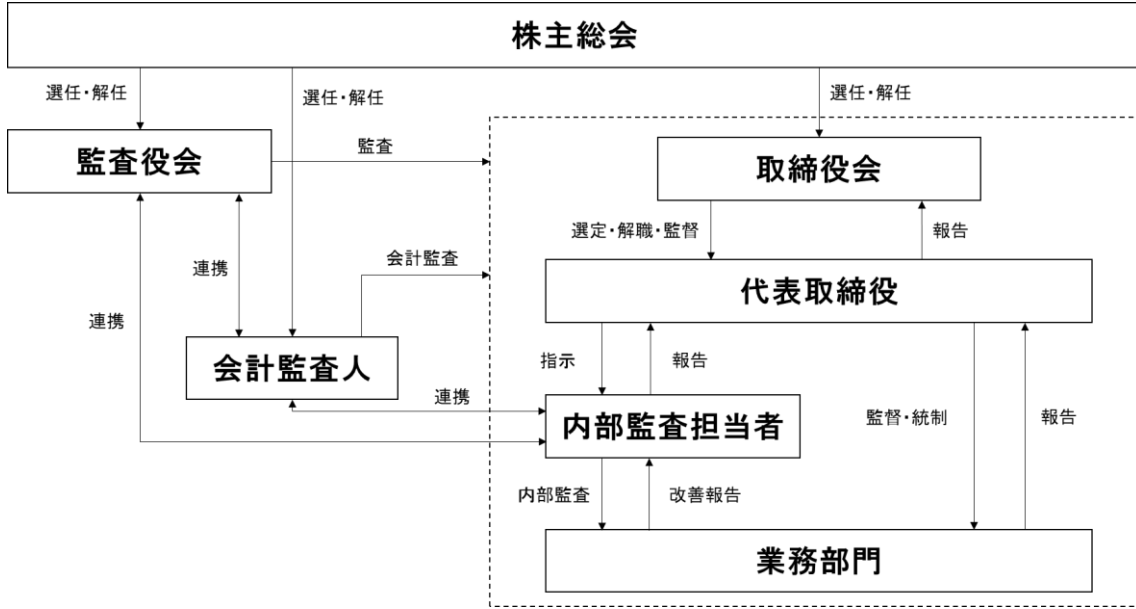 株主総会
選任・解任
選任・解任
選任・解任
監査役会
監査
取締役会
選定・解職・監督
報告
連携
会計監査
代表取締役
連携
会計監査人
指示
報告
連携
内部監査担当者
監督・統制
報告
内部監査
改善報告
業務部門